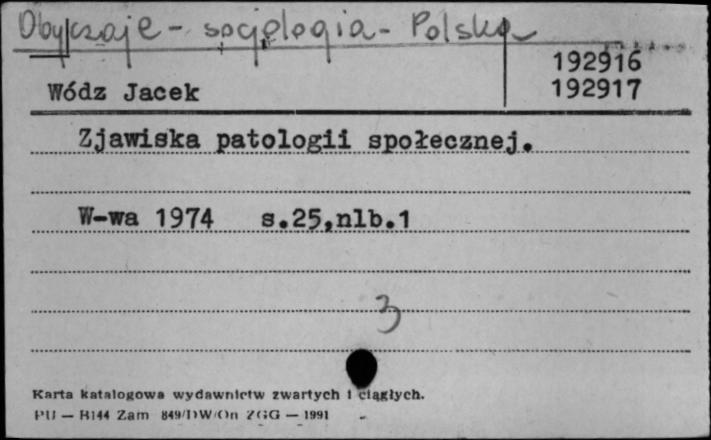 Obyczaje - socjologia - Polska
192916
Wódz Jacek 192917
Zjawiska patologii społecznej.
W-wa 1974 s.25,nlb.1
3
Karta katalogowa wydawnictw zwartych i ciągłych.
PU — H144 Zam 849/DW/On ZGG — 1991